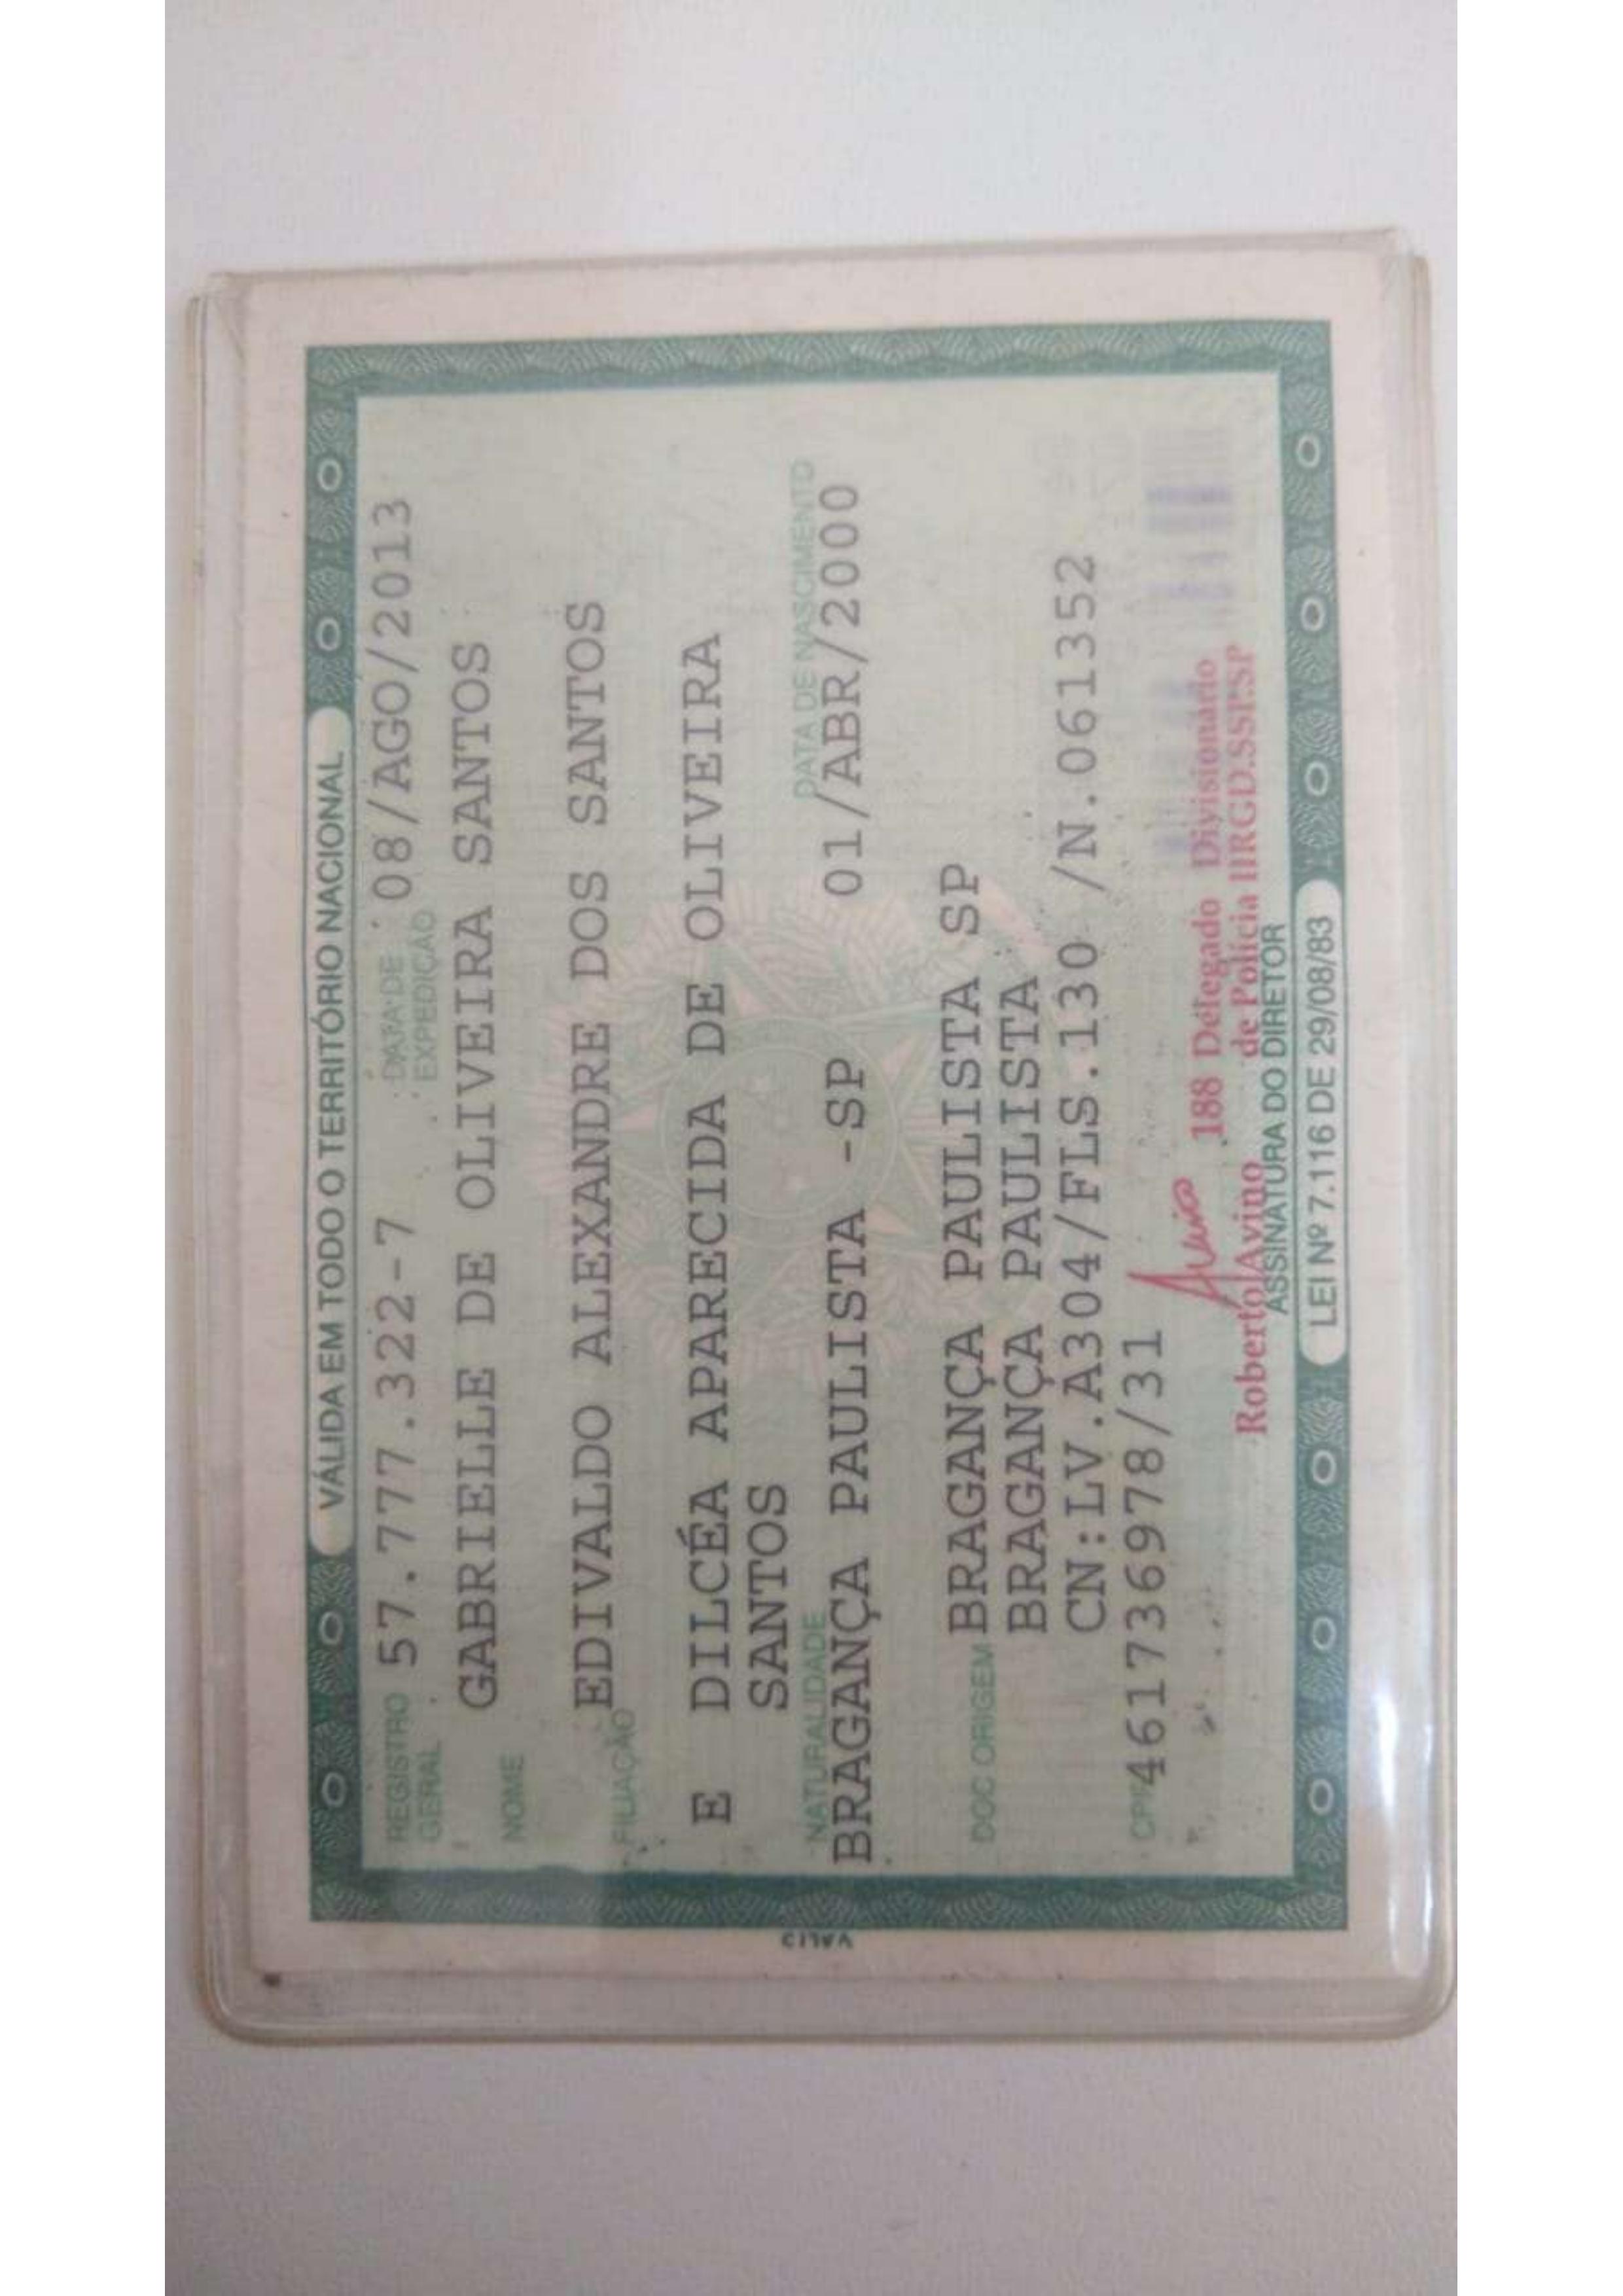 VÁLIDA EM TODO O TERRITÓRIO NACIONAL
REGISTRO GERAL 57.777.322-7 DATA DE EXPEDIÇÃO 08/AGO/2013
NOME GABRIELLE DE OLIVEIRA SANTOS
FILIAÇÃO EDIVALDO ALEXANDRE DOS SANTOS
E DILCÉA APARECIDA DE OLIVEIRA
SANTOS
NATURALIDADE DATA DE NASCIMENTO
BRAGANÇA PAULISTA -SP 01/ABR/2000
DOC ORIGEM BRAGANÇA PAULISTA SP
BRAGANÇA PAULISTA
CN:LV.A304/FLS.130 /N.061352
CPF 461736978/31
188 Delegado Divisionário
Roberto Avino de Polícia IIRGD.SSP.SP
ASSINATURA DO DIRETOR
LEI Nº 7.116 DE 29/08/83
VALID